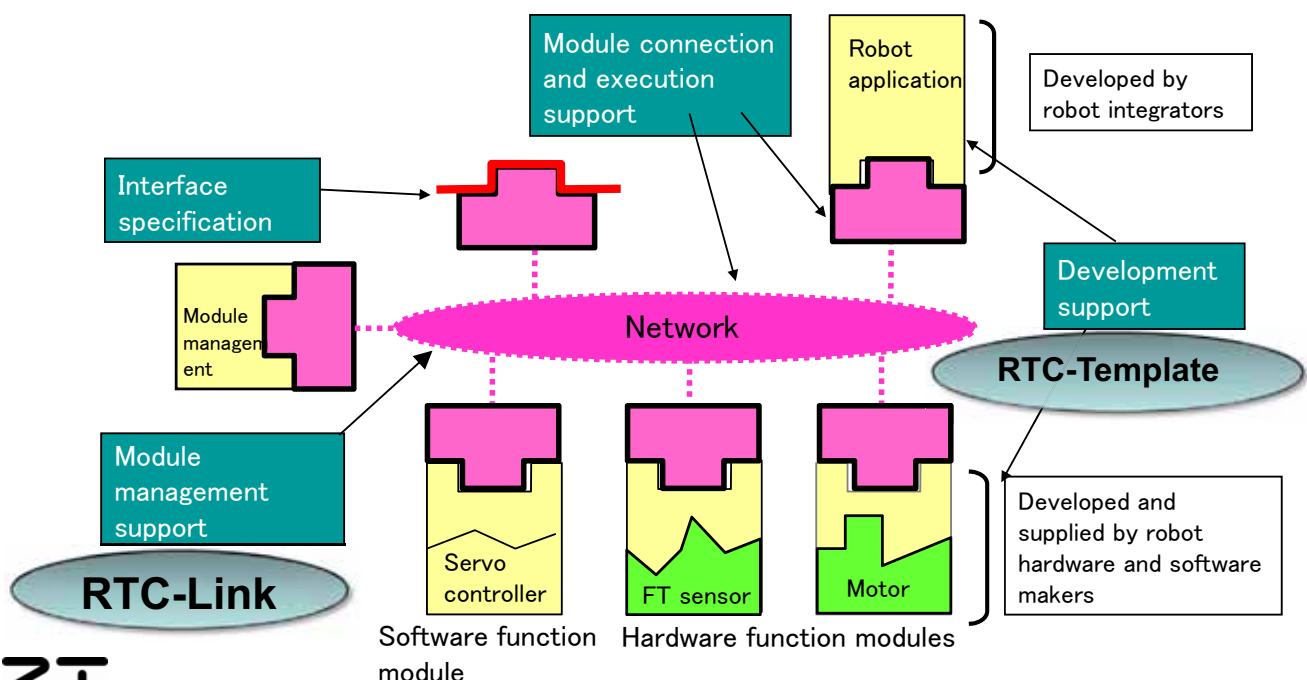 Module connection
and execution
support
Robot
application
Developed by
robot integrators
Interface
specification
Module
managem
ent
Network
Development
support
RTC-Template
Module
management
support
RTC-Link
Servo
controller
FT sensor
Motor
Developed and
supplied by robot
hardware and software
makers
Software function
module
Hardware function modules